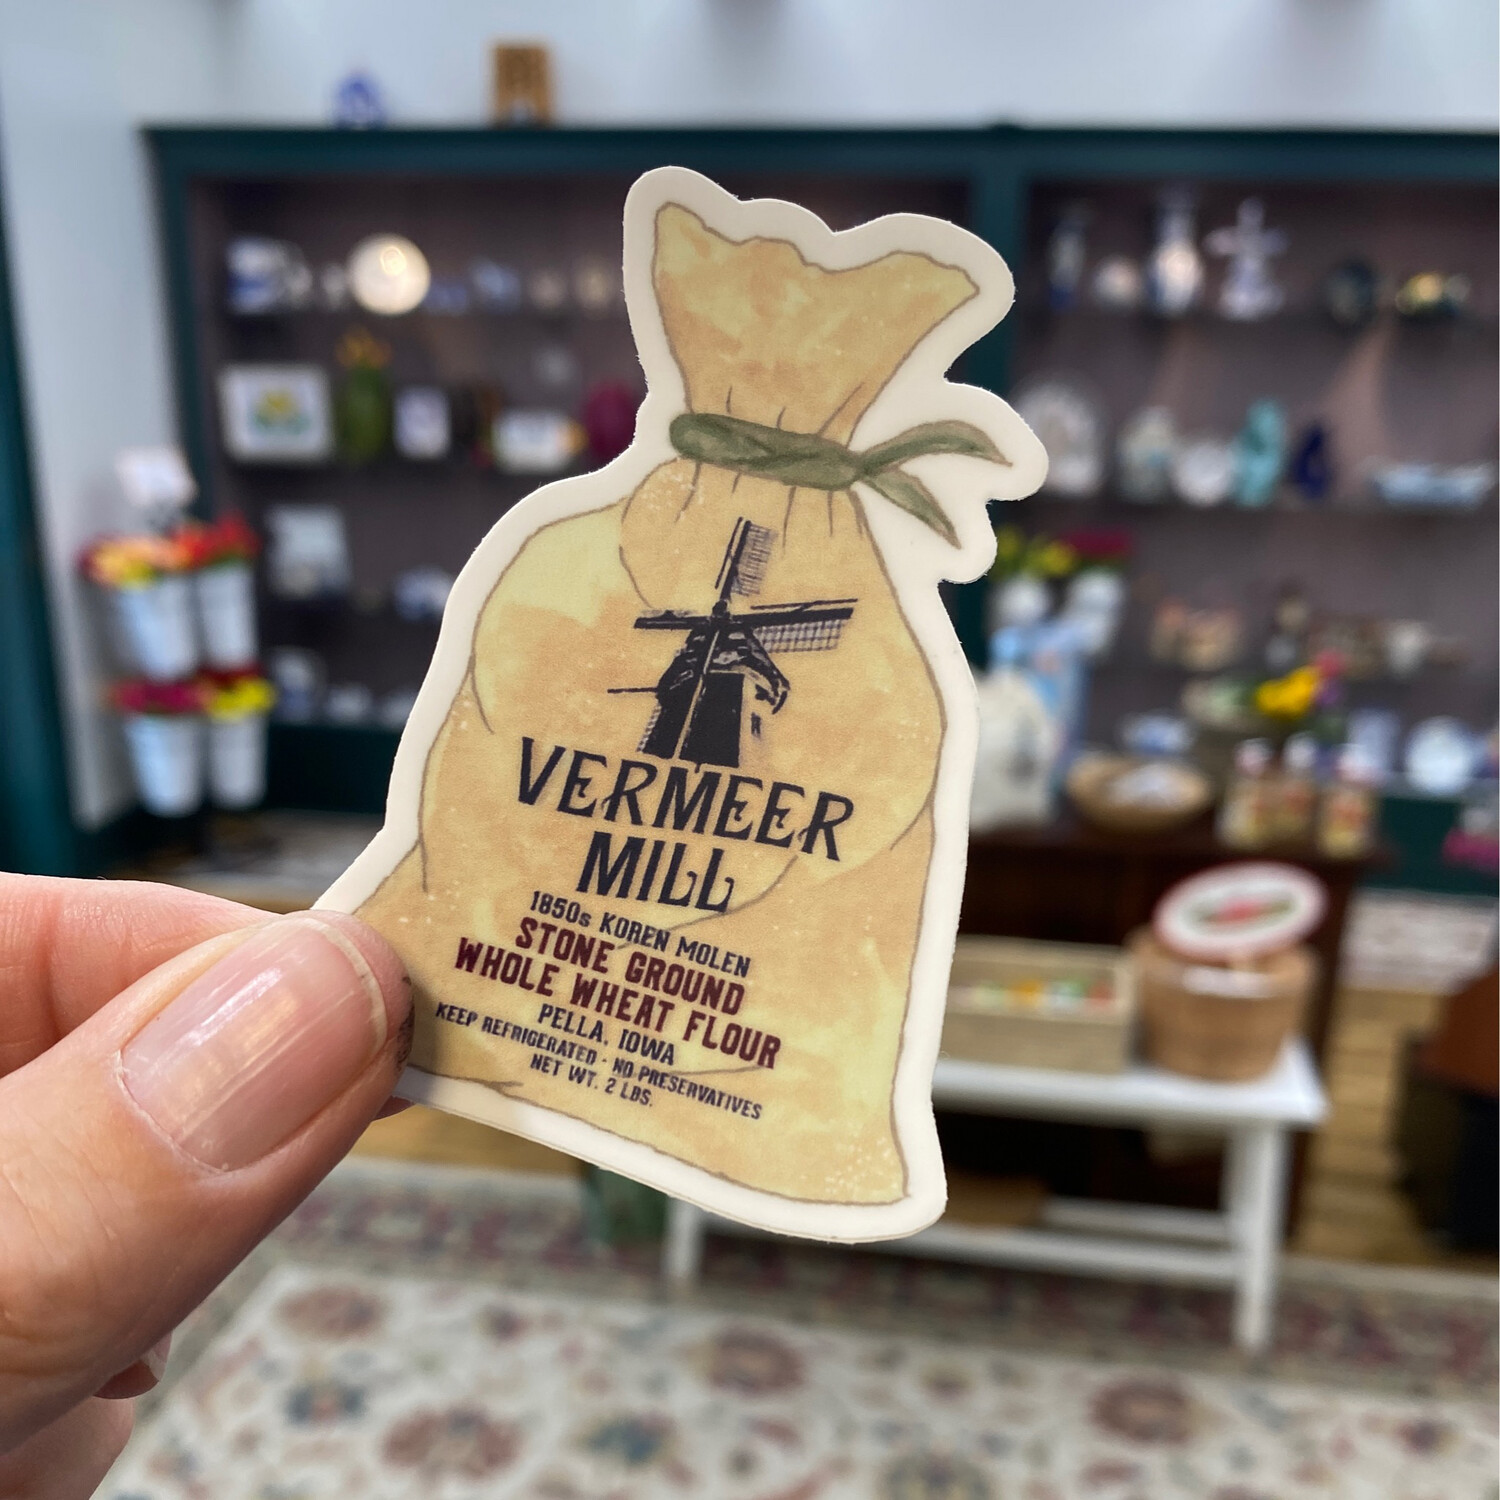 VERMEER
MILL
1850s KOREN MOLEN
STONE GROUND
WHOLE WHEAT FLOUR
PELLA, IOWA
KEEP REFRIGERATED · NO PRESERVATIVES
NET WT. 2 LBS.